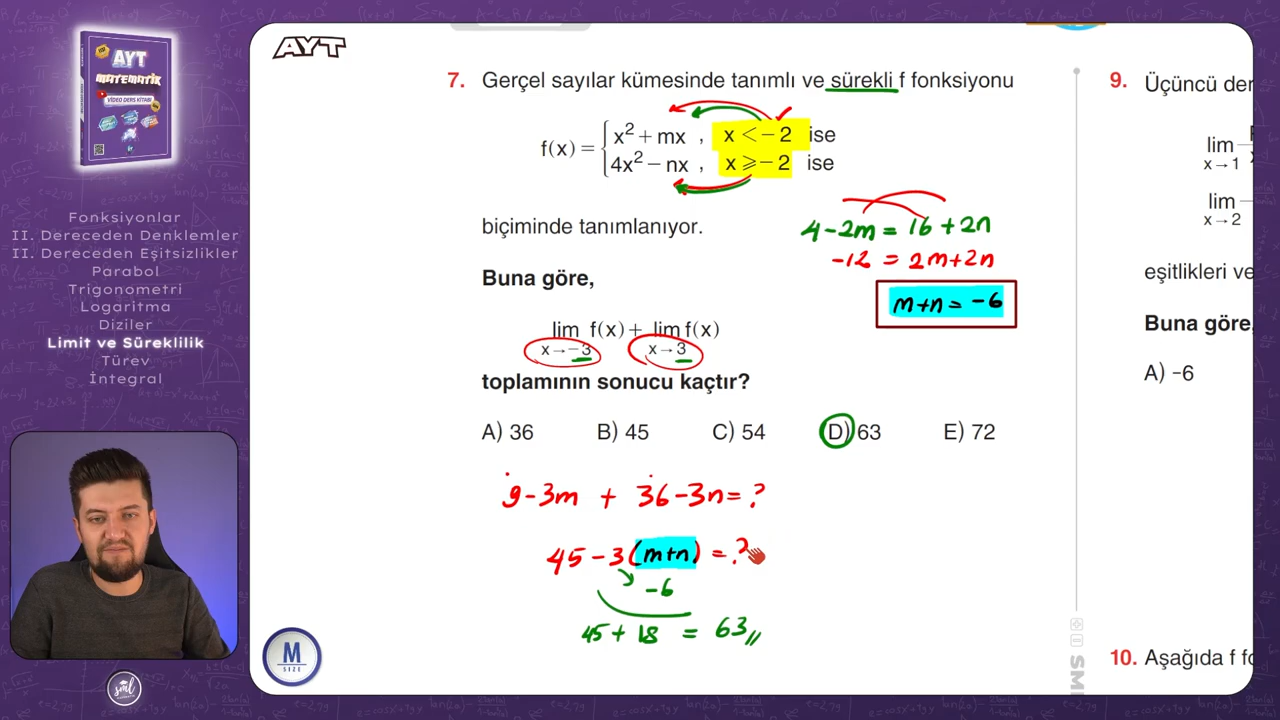 AYT
MATEMATİK
VİDEO DERS KİTABI
Fonksiyonlar
II. Dereceden Denklemler
II. Dereceden Eşitsizlikler
Parabol
Trigonometri
Logaritma
Diziler
Limit ve Süreklilik
Türev
İntegral
sml
AYT
7. Gerçel sayılar kümesinde tanımlı ve sürekli f fonksiyonu
f(x) = { x² + mx , x < −2 ise
4x² − nx , x ⩾ −2 ise
biçiminde tanımlanıyor.
4 − 2m = 16 + 2n
−12 = 2m + 2n
m + n = −6
Buna göre,
lim f(x) + lim f(x)
x → −3 x → 3
toplamının sonucu kaçtır?
A) 36 B) 45 C) 54 D) 63 E) 72
9 − 3m + 36 − 3n = ?
45 − 3(m+n) = ?
−6
45 + 18 = 63
M
SIZE
9. Üçüncü der
lim
x → 1
lim
x → 2
eşitlikleri ve
Buna göre,
A) −6
10. Aşağıda f fo